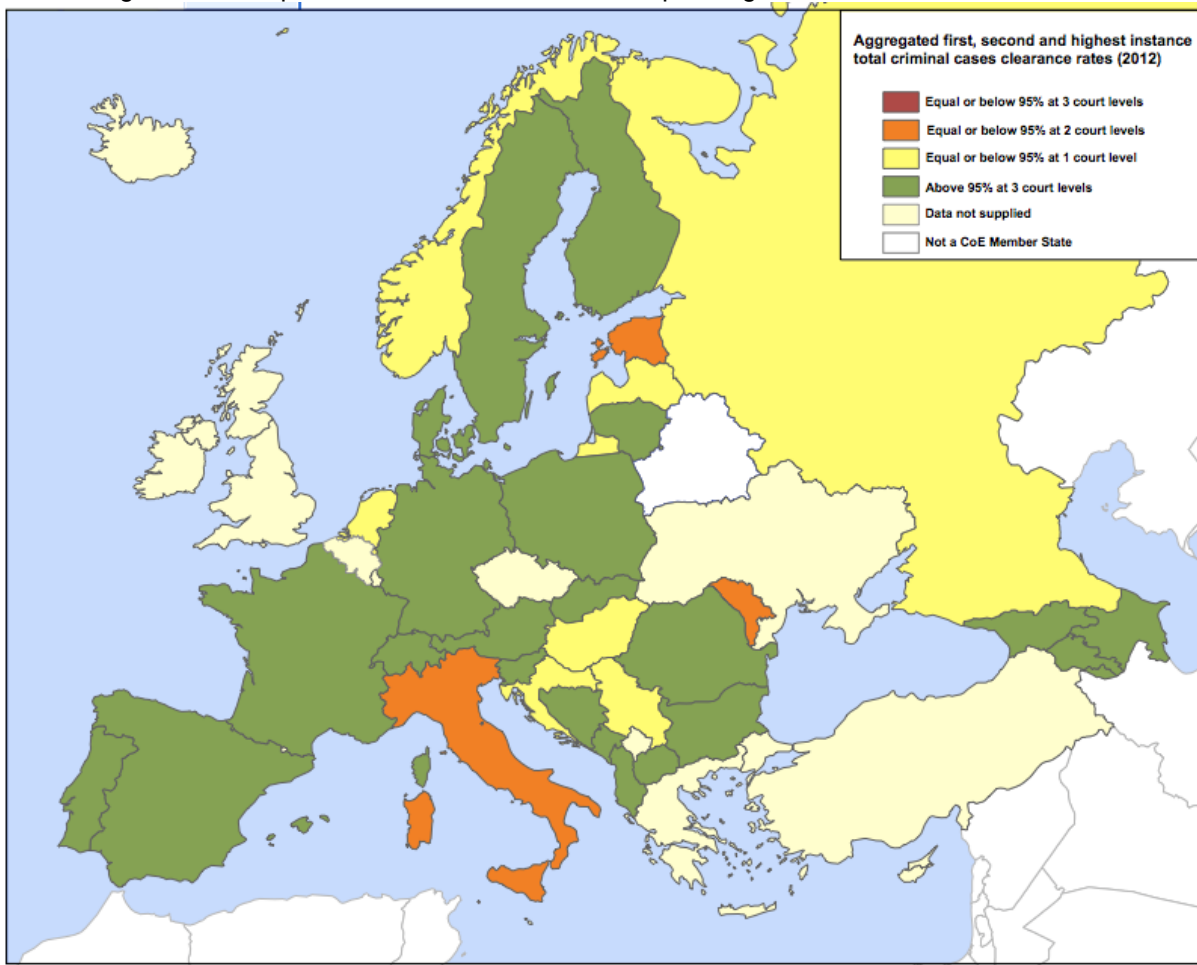 Aggregated first, second and highest instance
total criminal cases clearance rates (2012)
Equal or below 95% at 3 court levels
Equal or below 95% at 2 court levels
Equal or below 95% at 1 court level
Above 95% at 3 court levels
Data not supplied
Not a CoE Member State